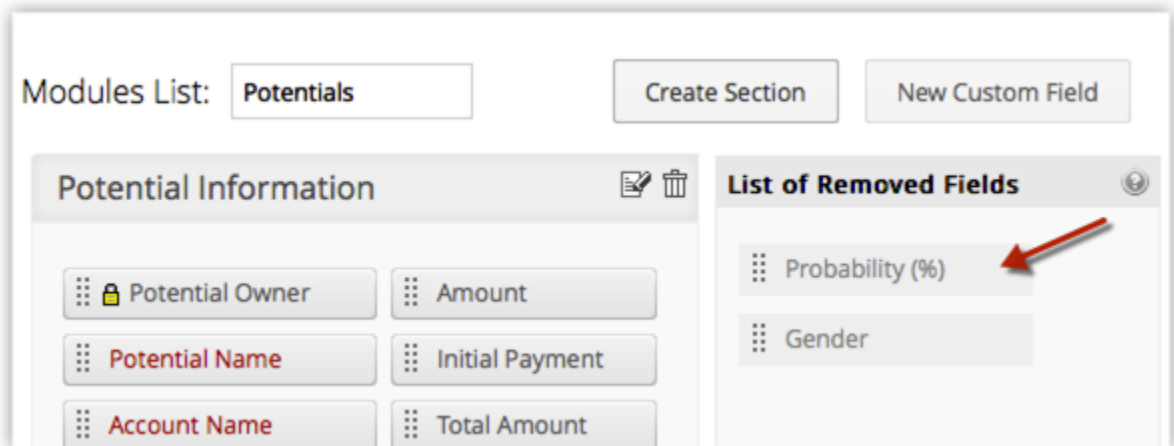 Modules List: Potentials Create Section New Custom Field
Potential Information
List of Removed Fields
Potential Owner Amount
Potential Name Initial Payment
Account Name Total Amount
Probability (%)
Gender